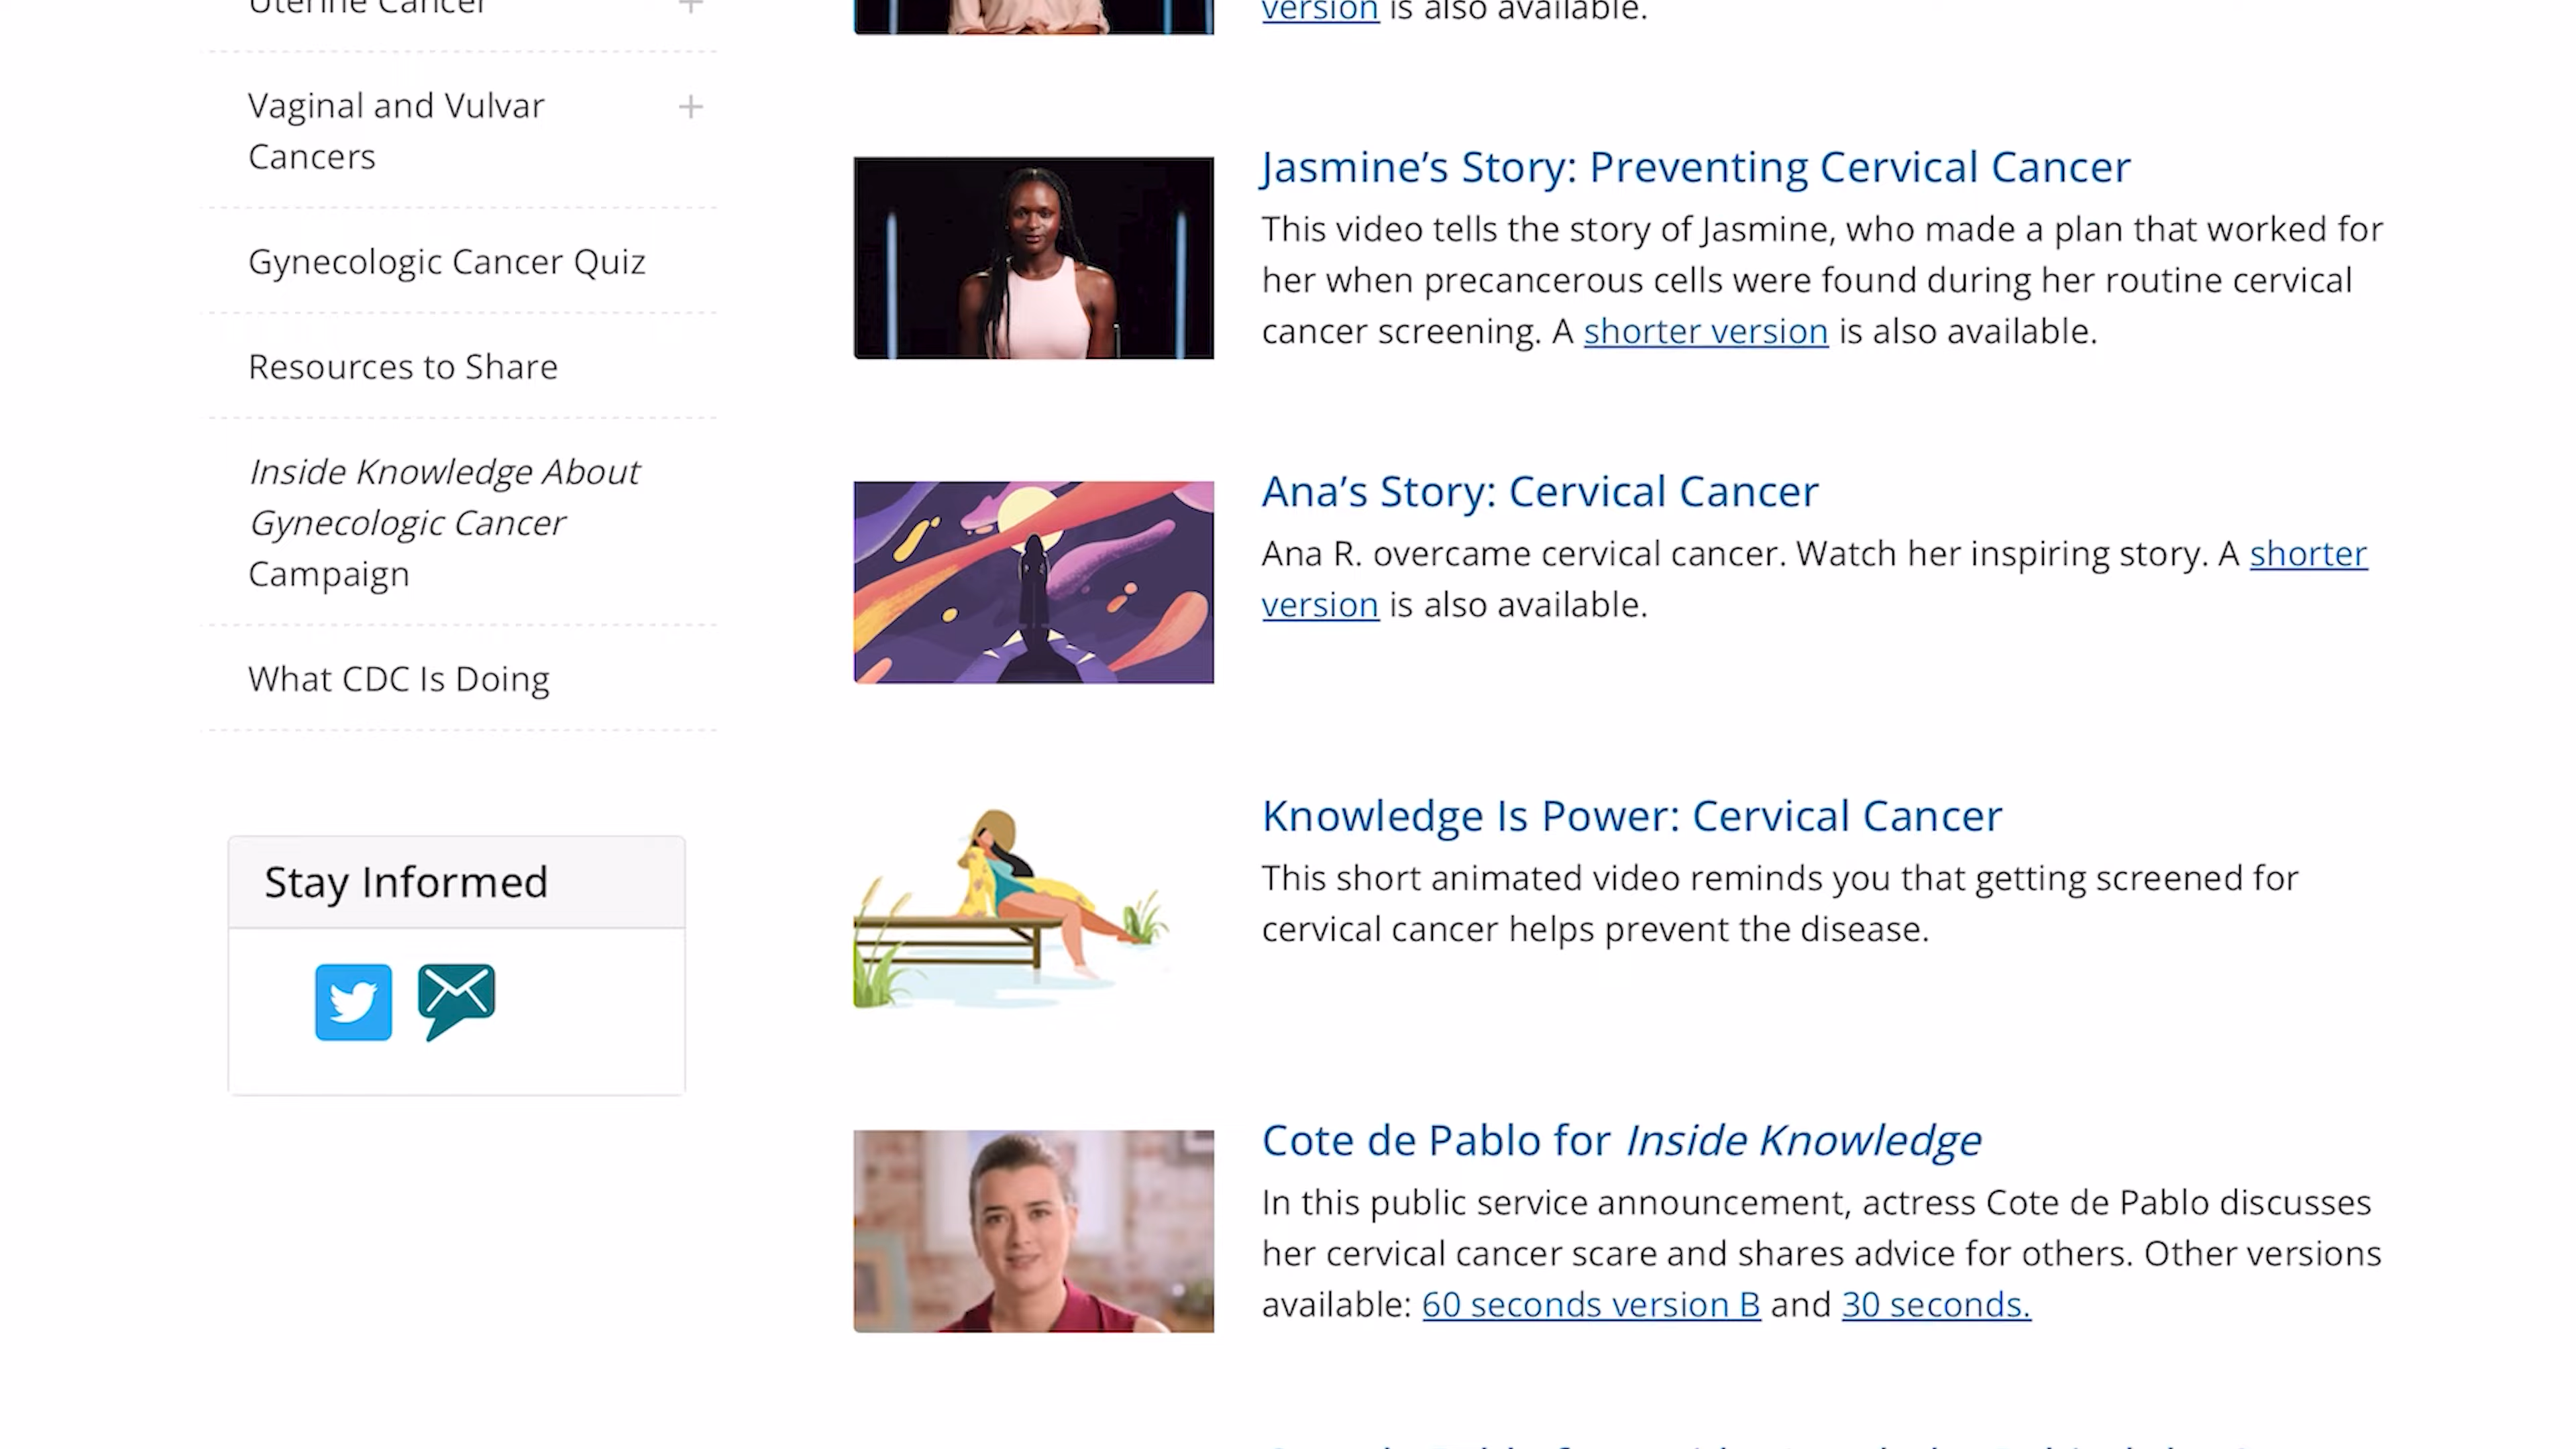 Uterine Cancer
Vaginal and Vulvar
Cancers
Gynecologic Cancer Quiz
Resources to Share
Inside Knowledge About
Gynecologic Cancer
Campaign
What CDC Is Doing
Stay Informed
version is also available.
Jasmine’s Story: Preventing Cervical Cancer
This video tells the story of Jasmine, who made a plan that worked for
her when precancerous cells were found during her routine cervical
cancer screening. A shorter version is also available.
Ana’s Story: Cervical Cancer
Ana R. overcame cervical cancer. Watch her inspiring story. A shorter
version is also available.
Knowledge Is Power: Cervical Cancer
This short animated video reminds you that getting screened for
cervical cancer helps prevent the disease.
Cote de Pablo for Inside Knowledge
In this public service announcement, actress Cote de Pablo discusses
her cervical cancer scare and shares advice for others. Other versions
available: 60 seconds version B and 30 seconds.